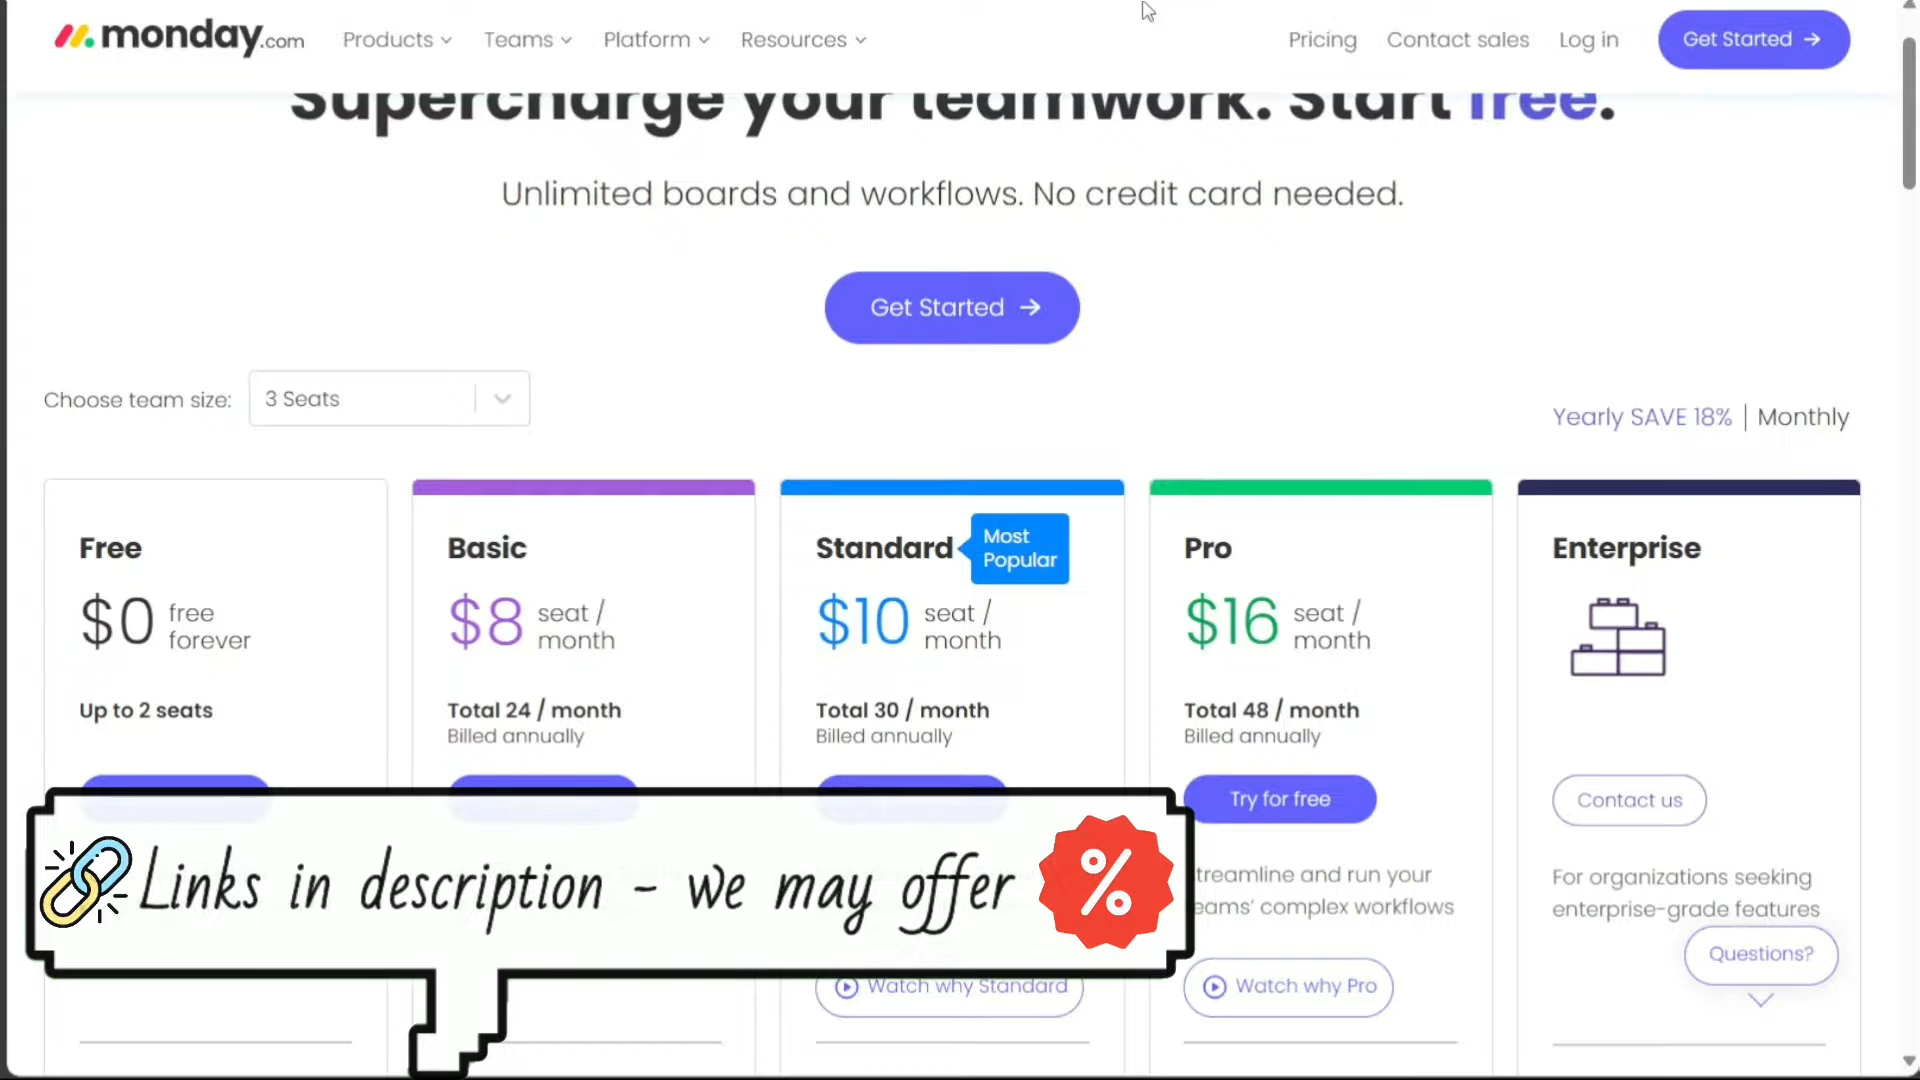 monday.com
Products
Teams
Platform
Resources
Pricing
Contact sales
Log in
Get Started
Supercharge your teamwork. Start free.
Unlimited boards and workflows. No credit card needed.
Get Started
Choose team size:
3 Seats
Yearly SAVE 18% | Monthly
Free
$0 free forever
Up to 2 seats
Basic
$8 seat / month
Total 24 / month
Billed annually
Standard
Most
Popular
$10 seat / month
Total 30 / month
Billed annually
Pro
$16 seat / month
Total 48 / month
Billed annually
Try for free
treamline and run your
eams' complex workflows
Watch why Standard
Watch why Pro
Enterprise
Contact us
For organizations seeking
enterprise-grade features
Questions?
Links in description - we may offer %